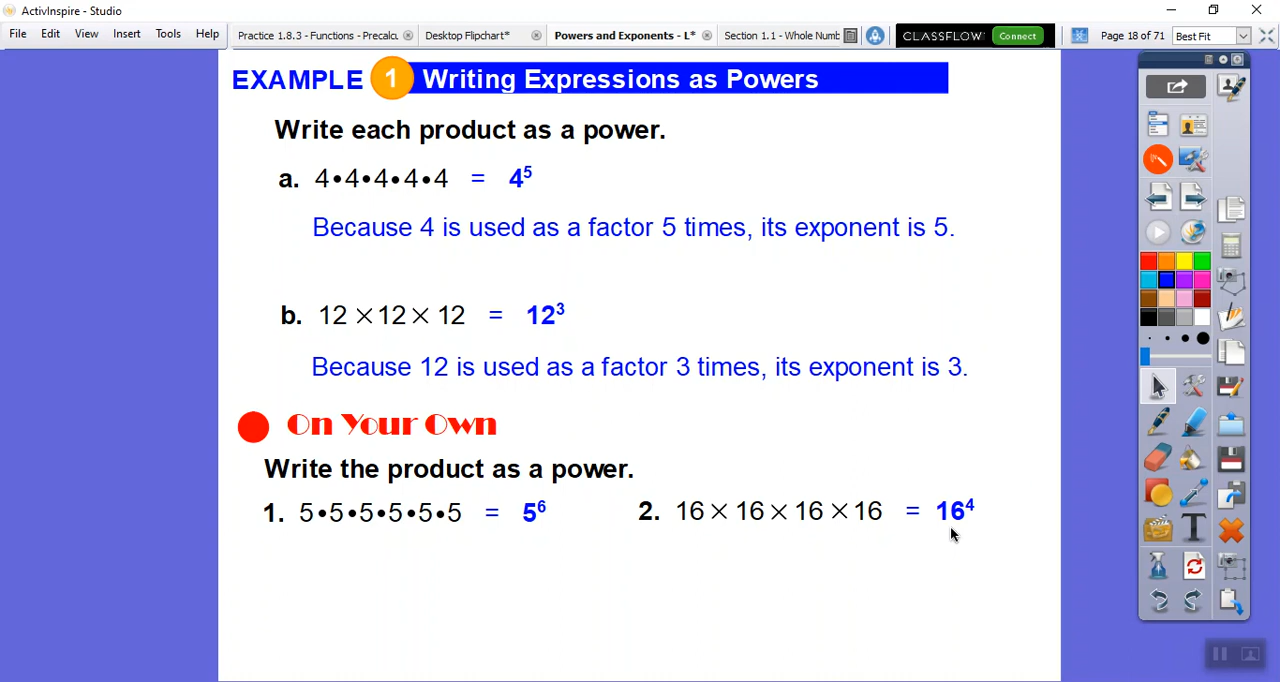 ActivInspire - Studio
File Edit View Insert Tools Help
Practice 1.8.3 - Functions - Precalcu
Desktop Flipchart*
Powers and Exponents - L*
Section 1.1 - Whole Numb
CLASSFLOW Connect
Page 18 of 71
Best Fit
EXAMPLE 1 Writing Expressions as Powers
Write each product as a power.
a. 4•4•4•4•4 = 4⁵
Because 4 is used as a factor 5 times, its exponent is 5.
b. 12 × 12 × 12 = 12³
Because 12 is used as a factor 3 times, its exponent is 3.
On Your Own
Write the product as a power.
1. 5•5•5•5•5•5 = 5⁶
2. 16 × 16 × 16 × 16 = 16⁴
T